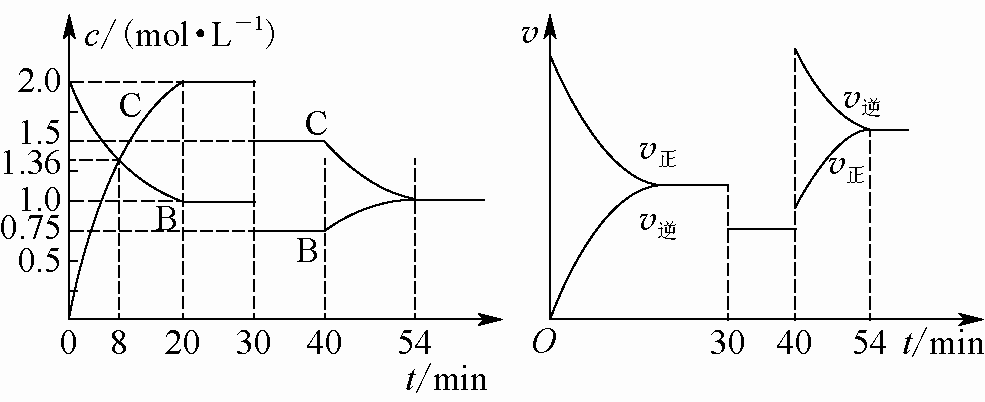 c/(mol•L⁻¹)
2.0
C
1.5
C
1.36
1.0
B
0.75
B
0.5
0 8 20 30 40 54
t/min
v
v逆
v正
v正
v逆
O 30 40 54 t/min